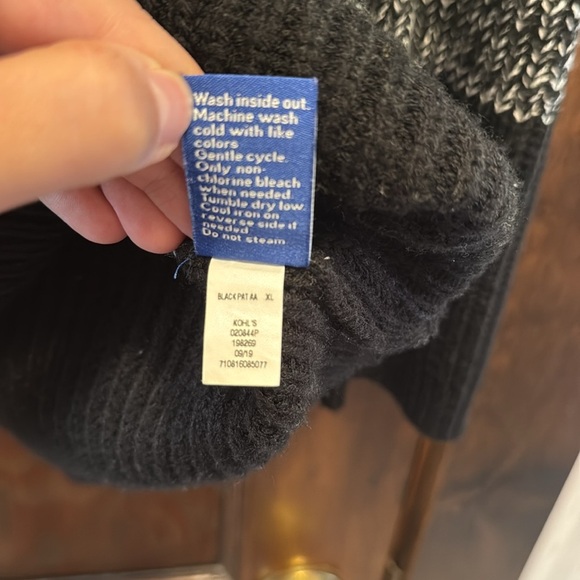 Wash inside out.
Machine wash
cold with like
colors
Gentle cycle.
Only non-
chlorine bleach
when needed.
Tumble dry low.
Cool iron on
reverse side if
needed
Do not steam
BLACK PAT AA XL
KOHL'S
020844P
198269
09/19
710816085077